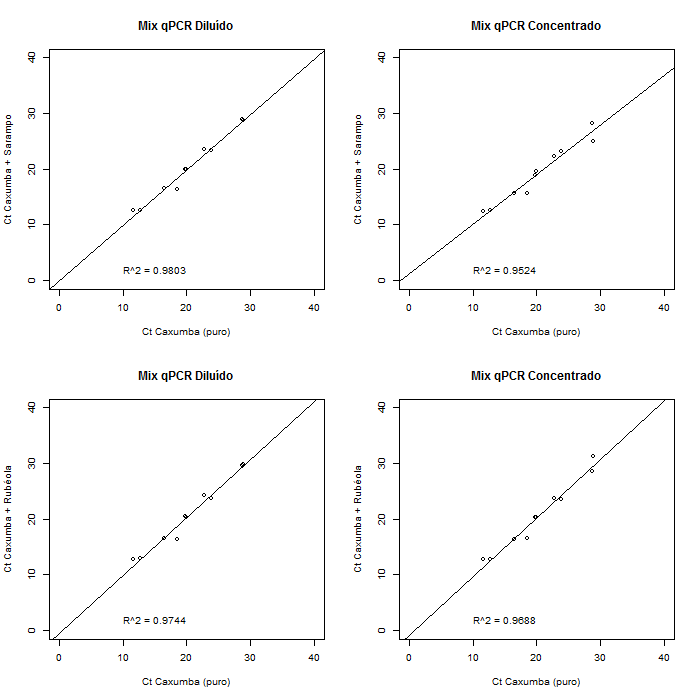 Mix qPCR Diluído
Ct Caxumba + Sarampo
40
30
20
10
0
R^2 = 0.9803
0 10 20 30 40
Ct Caxumba (puro)
Mix qPCR Concentrado
Ct Caxumba + Sarampo
40
30
20
10
0
R^2 = 0.9524
0 10 20 30 40
Ct Caxumba (puro)
Mix qPCR Diluído
Ct Caxumba + Rubéola
40
30
20
10
0
R^2 = 0.9744
0 10 20 30 40
Ct Caxumba (puro)
Mix qPCR Concentrado
Ct Caxumba + Rubéola
40
30
20
10
0
R^2 = 0.9688
0 10 20 30 40
Ct Caxumba (puro)